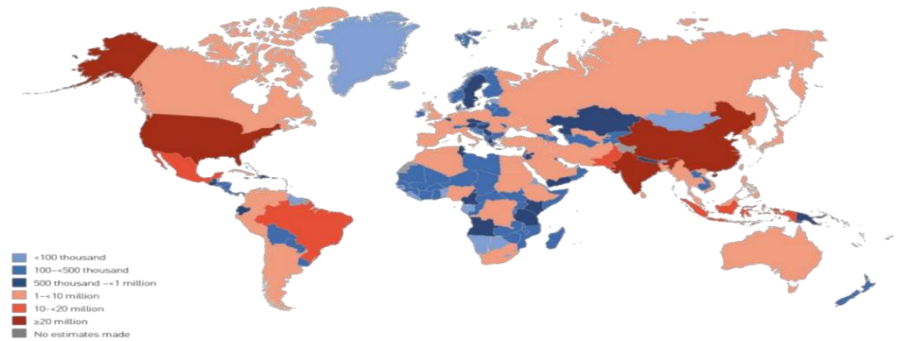 <100 thousand
100-<500 thousand
500 thousand -<1 million
1-<10 million
10-<20 million
≥20 million
No estimates made